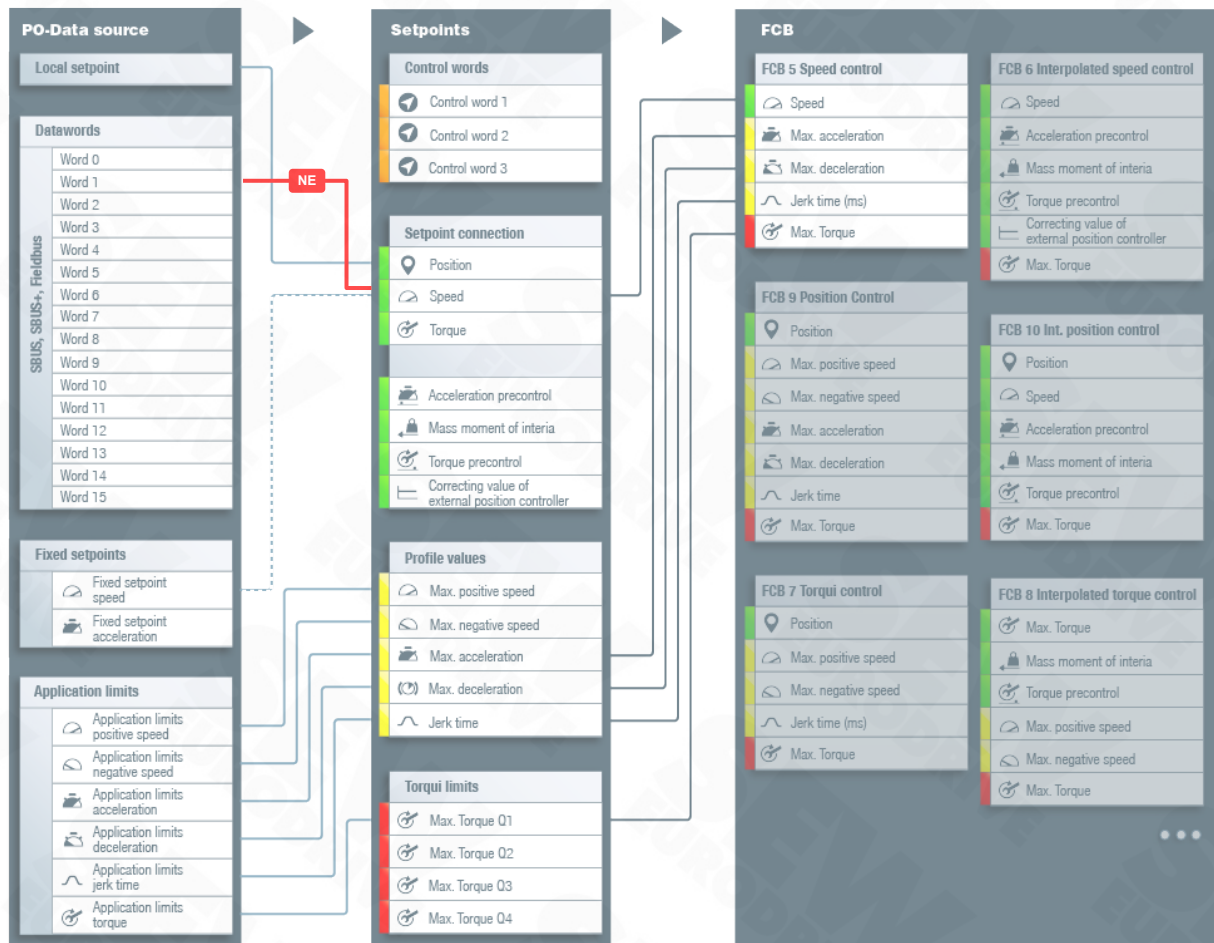 PO-Data source
Local setpoint
Datawords
SBUS, SBUS+, Fieldbus
Word 0
Word 1
Word 2
Word 3
Word 4
Word 5
Word 6
Word 7
Word 8
Word 9
Word 10
Word 11
Word 12
Word 13
Word 14
Word 15
Fixed setpoints
Fixed setpoint
speed
Fixed setpoint
acceleration
Application limits
Application limits
positive speed
Application limits
negative speed
Application limits
acceleration
Application limits
deceleration
Application limits
jerk time
Application limits
torque
NE
Setpoints
Control words
Control word 1
Control word 2
Control word 3
Setpoint connection
Position
Speed
Torque
Acceleration precontrol
Mass moment of interia
Torque precontrol
Correcting value of
external position controller
Profile values
Max. positive speed
Max. negative speed
Max. acceleration
Max. deceleration
Jerk time
Torqui limits
Max. Torque Q1
Max. Torque Q2
Max. Torque Q3
Max. Torque Q4
FCB
FCB 5 Speed control
Speed
Max. acceleration
Max. deceleration
Jerk time (ms)
Max. Torque
FCB 9 Position Control
Position
Max. positive speed
Max. negative speed
Max. acceleration
Max. deceleration
Jerk time
Max. Torque
FCB 7 Torqui control
Position
Max. positive speed
Max. negative speed
Jerk time (ms)
Max. Torque
FCB 6 Interpolated speed control
Speed
Acceleration precontrol
Mass moment of interia
Torque precontrol
Correcting value of
external position controller
Max. Torque
FCB 10 Int. position control
Position
Speed
Acceleration precontrol
Mass moment of interia
Torque precontrol
Max. Torque
FCB 8 Interpolated torque control
Max. Torque
Mass moment of interia
Torque precontrol
Max. positive speed
Max. negative speed
Max. Torque